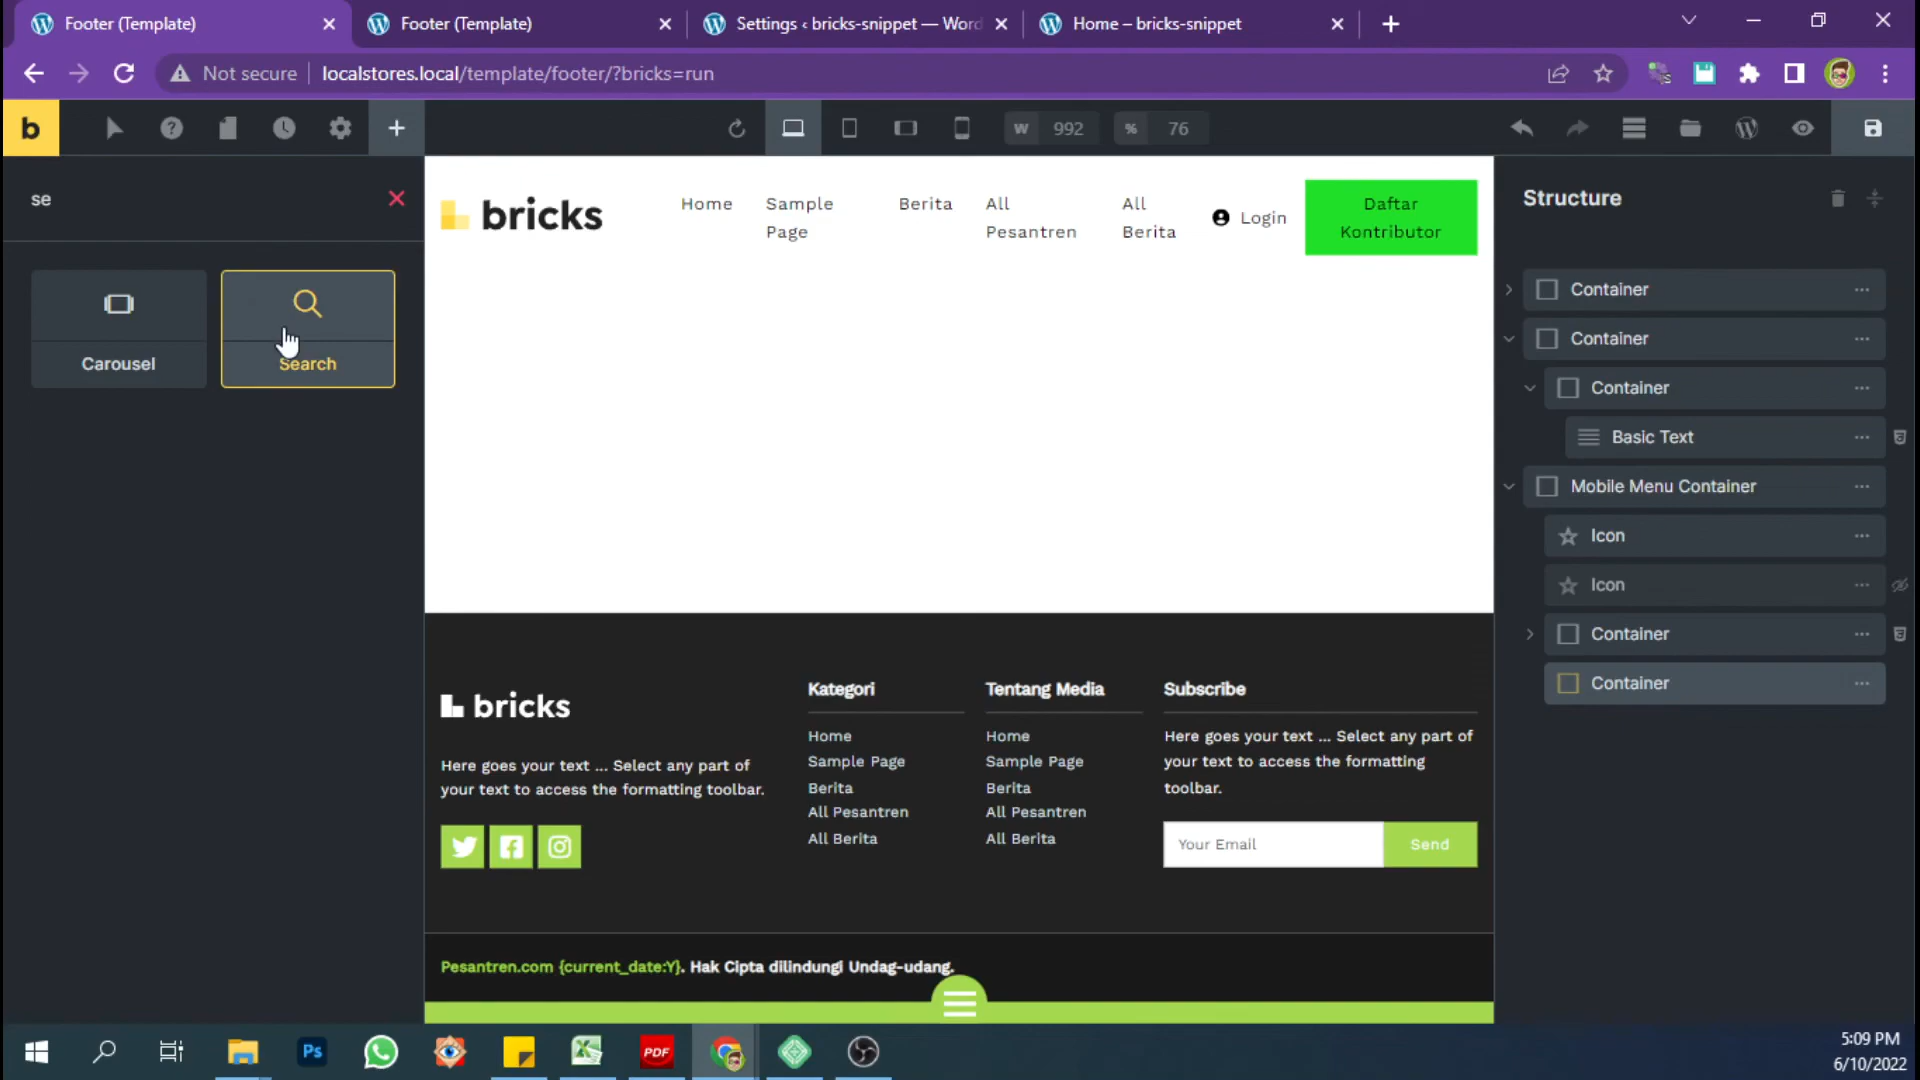 Footer (Template)
Footer (Template)
Settings ‹ bricks-snippet — Word
Home – bricks-snippet
Not secure
localstores.local/template/footer/?bricks=run
b
W 992
% 76
se
Carousel
Search
bricks
Home
Sample
Page
Berita
All
Pesantren
All
Berita
Login
Daftar
Kontributor
Structure
Container
Container
Container
Basic Text
Mobile Menu Container
Icon
Icon
Container
Container
bricks
Here goes your text ... Select any part of
your text to access the formatting toolbar.
Kategori
Home
Sample Page
Berita
All Pesantren
All Berita
Tentang Media
Home
Sample Page
Berita
All Pesantren
All Berita
Subscribe
Here goes your text ... Select any part of
your text to access the formatting
toolbar.
Your Email
Send
Pesantren.com {current_date:Y}. Hak Cipta dilindungi Undag-udang.
Ps
PDF
5:09 PM
6/10/2022